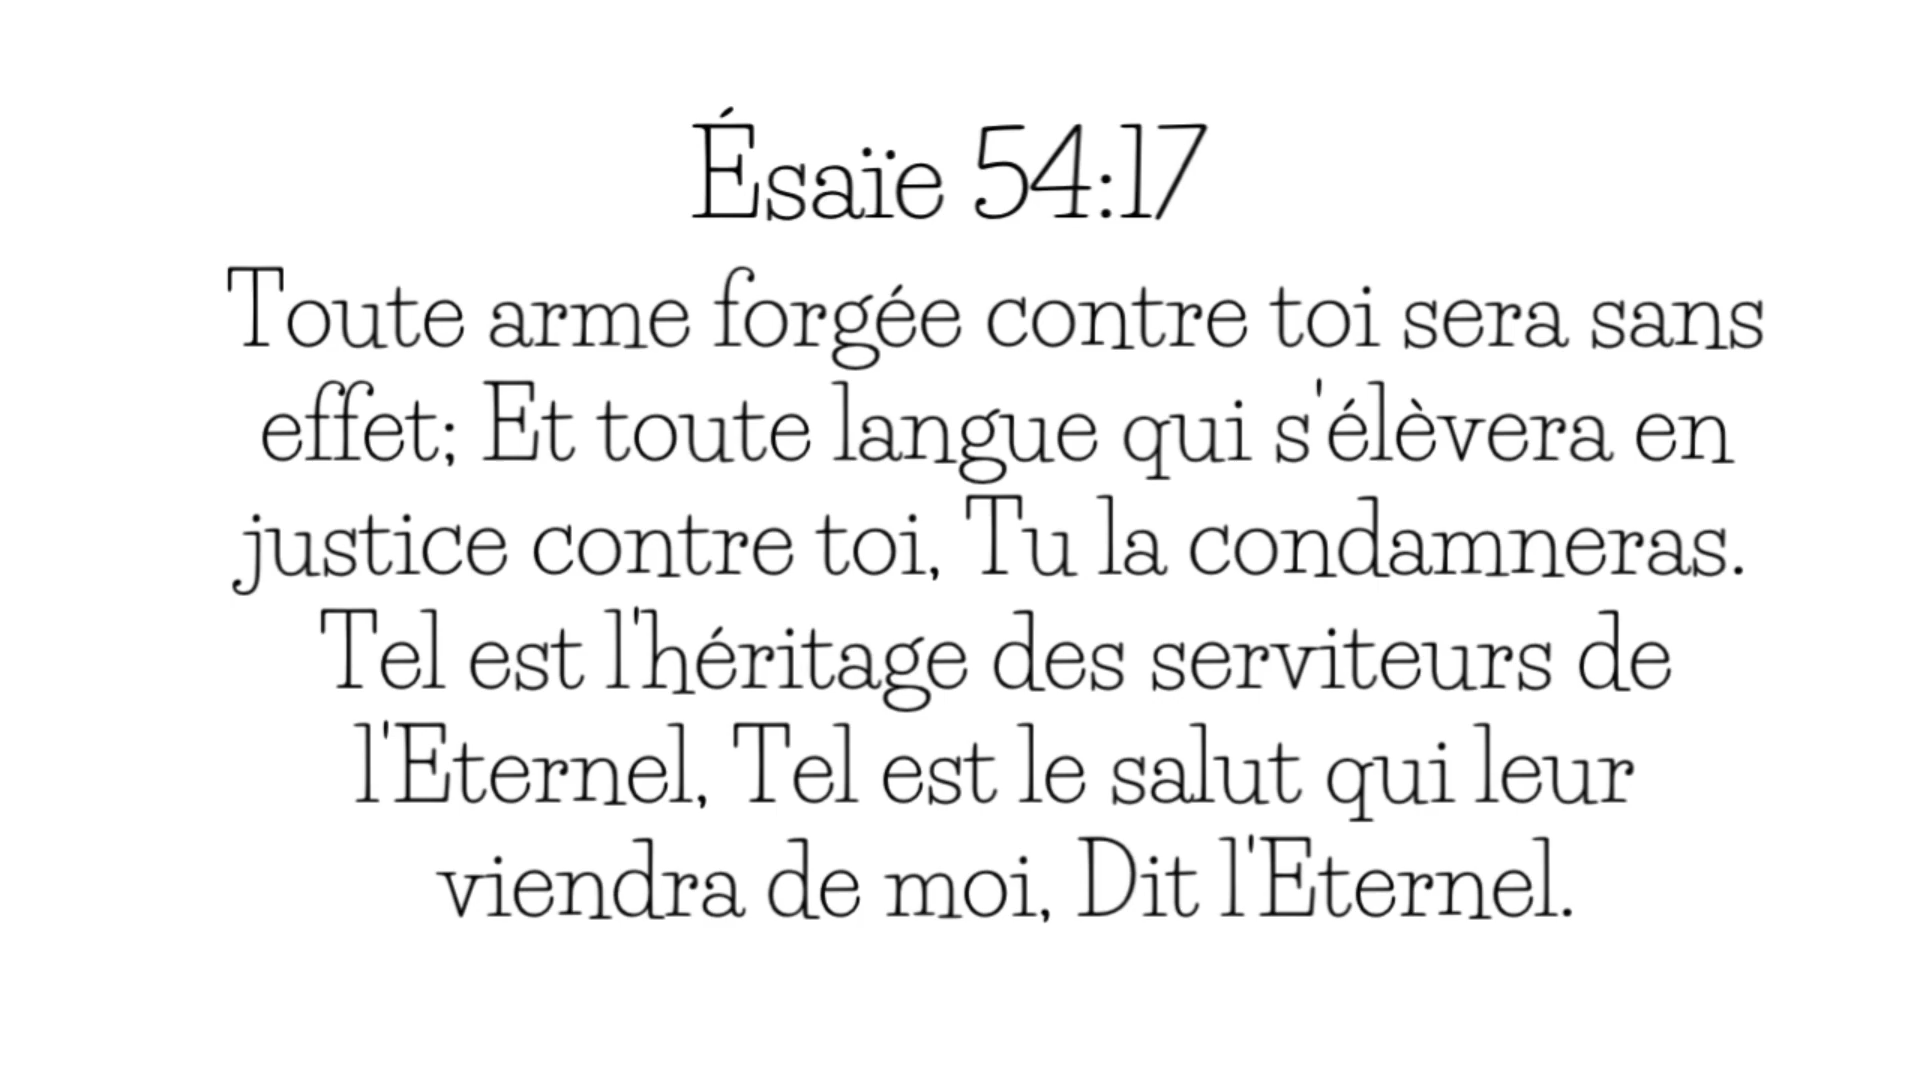 Ésaïe 54:17
Toute arme forgée contre toi sera sans
effet; Et toute langue qui s'élèvera en
justice contre toi, Tu la condamneras.
Tel est l'héritage des serviteurs de
l'Eternel, Tel est le salut qui leur
viendra de moi, Dit l'Eternel.